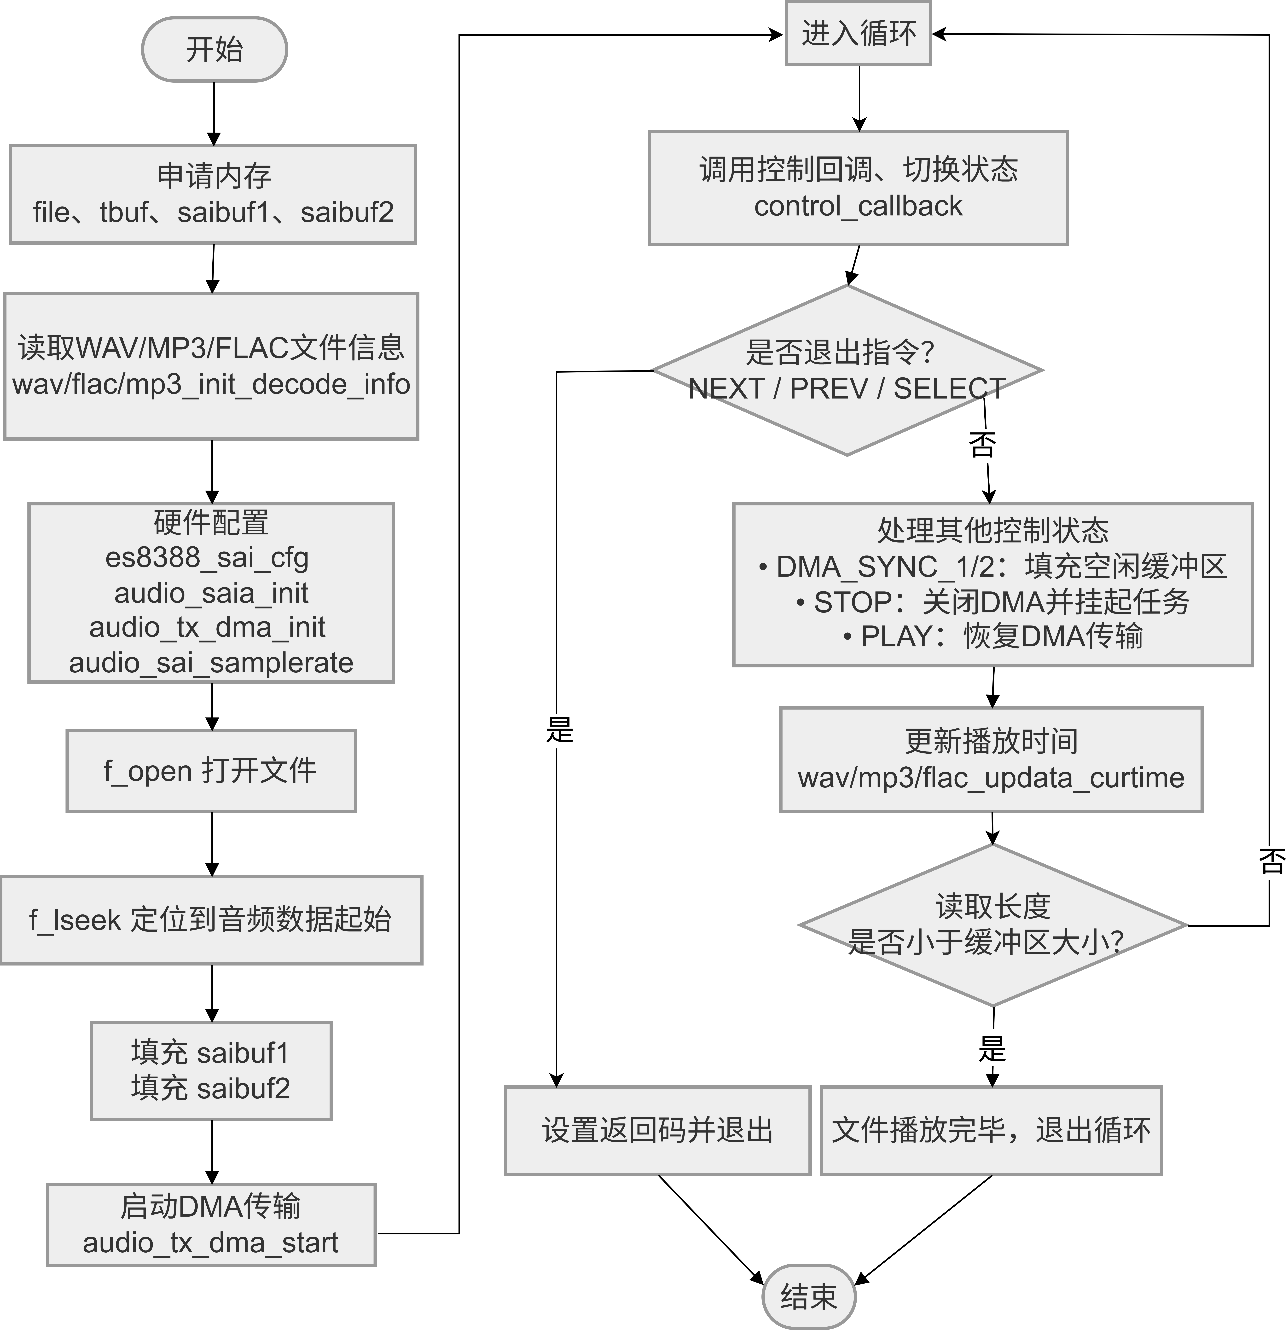 开始
申请内存
file、tbuf、saibuf1、saibuf2
读取WAV/MP3/FLAC文件信息
wav/flac/mp3_init_decode_info
硬件配置
es8388_sai_cfg
audio_saia_init
audio_tx_dma_init
audio_sai_samplerate
f_open 打开文件
f_lseek 定位到音频数据起始
填充 saibuf1
填充 saibuf2
启动DMA传输
audio_tx_dma_start
进入循环
调用控制回调、切换状态
control_callback
是否退出指令？
NEXT / PREV / SELECT
否
处理其他控制状态
• DMA_SYNC_1/2：填充空闲缓冲区
• STOP：关闭DMA并挂起任务
• PLAY：恢复DMA传输
是
更新播放时间
wav/mp3/flac_updata_curtime
否
读取长度
是否小于缓冲区大小？
是
设置返回码并退出
文件播放完毕，退出循环
结束